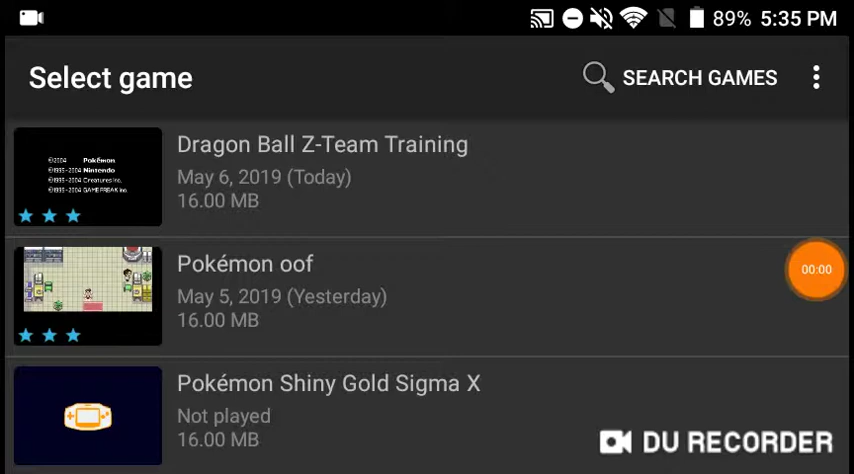 89% 5:35 PM
Select game
SEARCH GAMES
Dragon Ball Z-Team Training
May 6, 2019 (Today)
16.00 MB
©2004 Pokémon
©1995-2004 Nintendo
©1995-2004 Creatures inc.
©1995-2004 GAME FREAK inc.
Pokémon oof
May 5, 2019 (Yesterday)
16.00 MB
00:00
Pokémon Shiny Gold Sigma X
Not played
16.00 MB
DU RECORDER